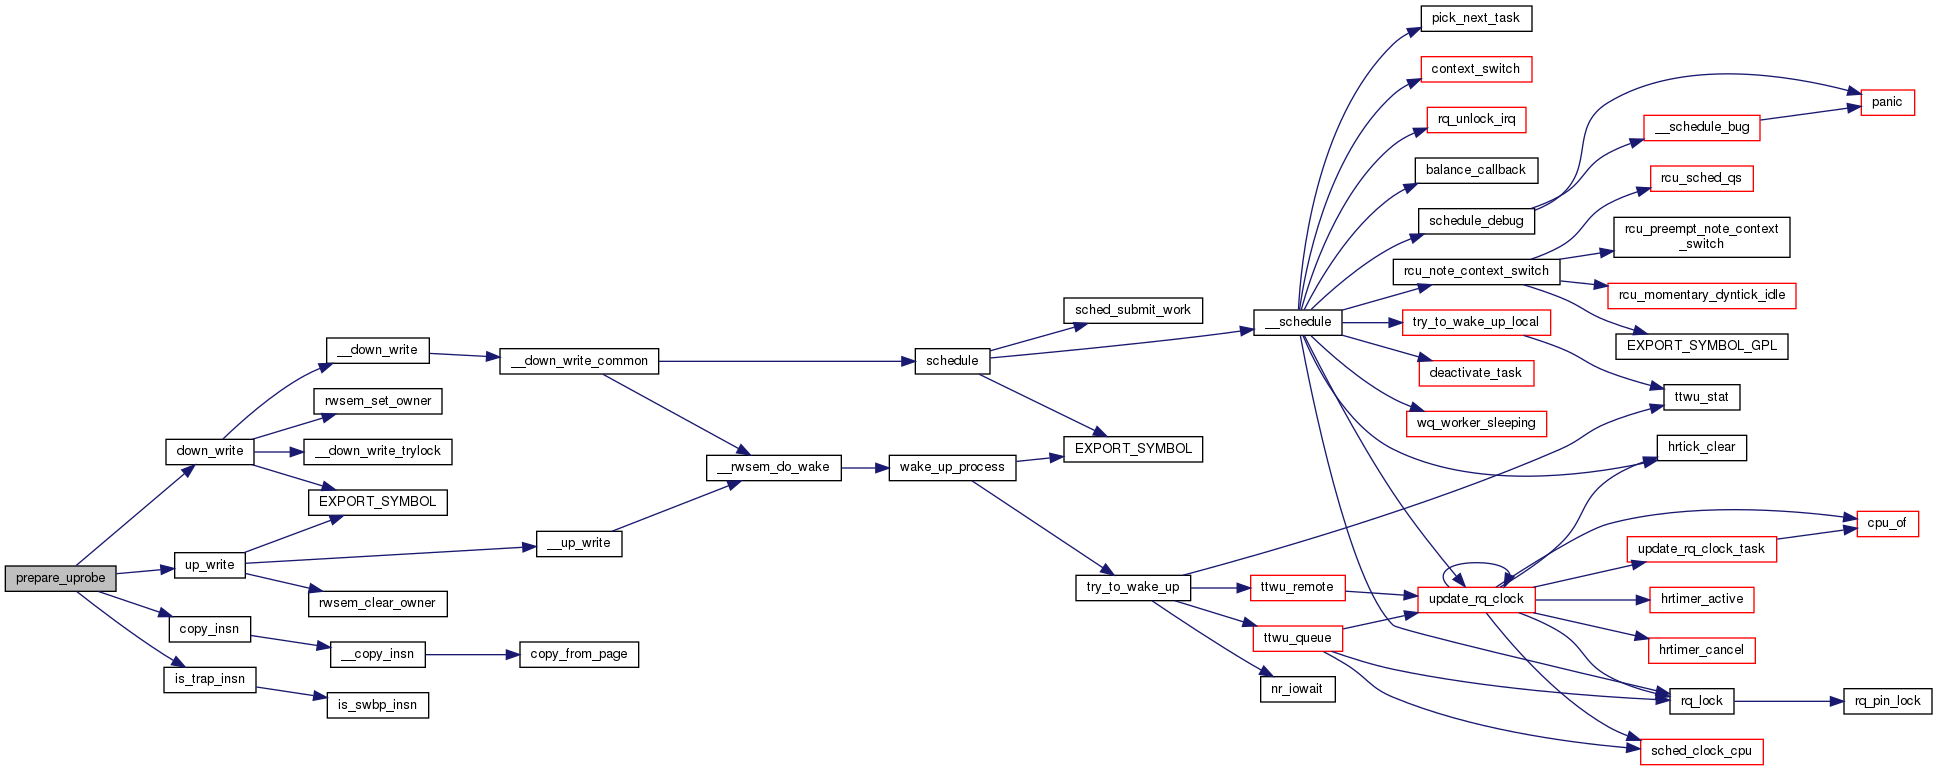 pick_next_task
context_switch
panic
rq_unlock_irq
__schedule_bug
balance_callback
rcu_sched_qs
schedule_debug
rcu_preempt_note_context
_switch
rcu_note_context_switch
rcu_momentary_dyntick_idle
sched_submit_work
__schedule
try_to_wake_up_local
EXPORT_SYMBOL_GPL
__down_write
__down_write_common
schedule
deactivate_task
ttwu_stat
rwsem_set_owner
wq_worker_sleeping
down_write
__down_write_trylock
EXPORT_SYMBOL
hrtick_clear
__rwsem_do_wake
wake_up_process
EXPORT_SYMBOL
cpu_of
__up_write
update_rq_clock_task
up_write
prepare_uprobe
try_to_wake_up
ttwu_remote
update_rq_clock
hrtimer_active
rwsem_clear_owner
copy_insn
ttwu_queue
hrtimer_cancel
__copy_insn
copy_from_page
is_trap_insn
nr_iowait
is_swbp_insn
rq_lock
rq_pin_lock
sched_clock_cpu